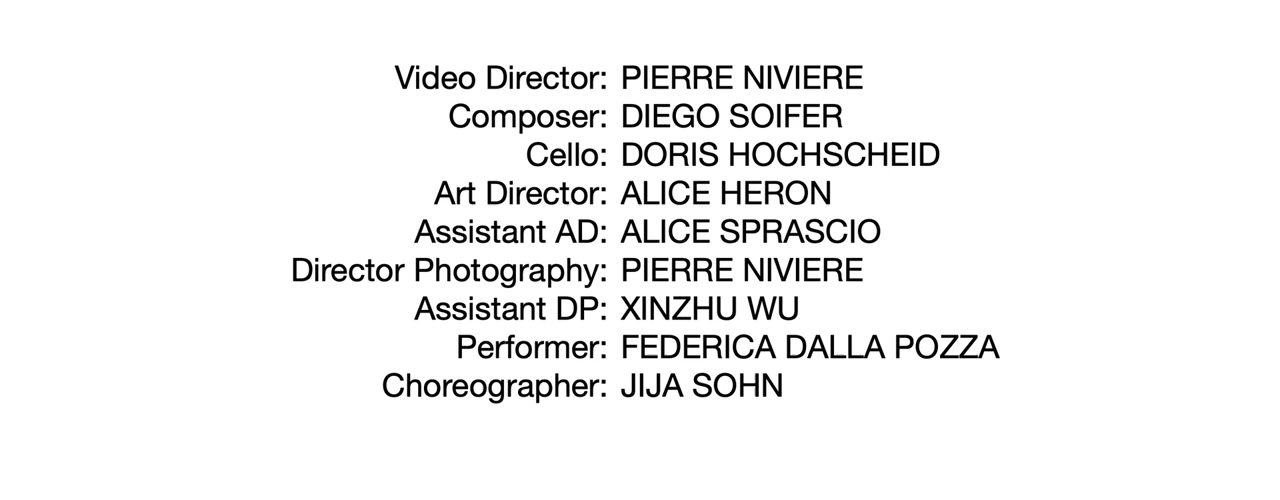 Video Director: PIERRE NIVIERE
Composer: DIEGO SOIFER
Cello: DORIS HOCHSCHEID
Art Director: ALICE HERON
Assistant AD: ALICE SPRASCIO
Director Photography: PIERRE NIVIERE
Assistant DP: XINZHU WU
Performer: FEDERICA DALLA POZZA
Choreographer: JIJA SOHN